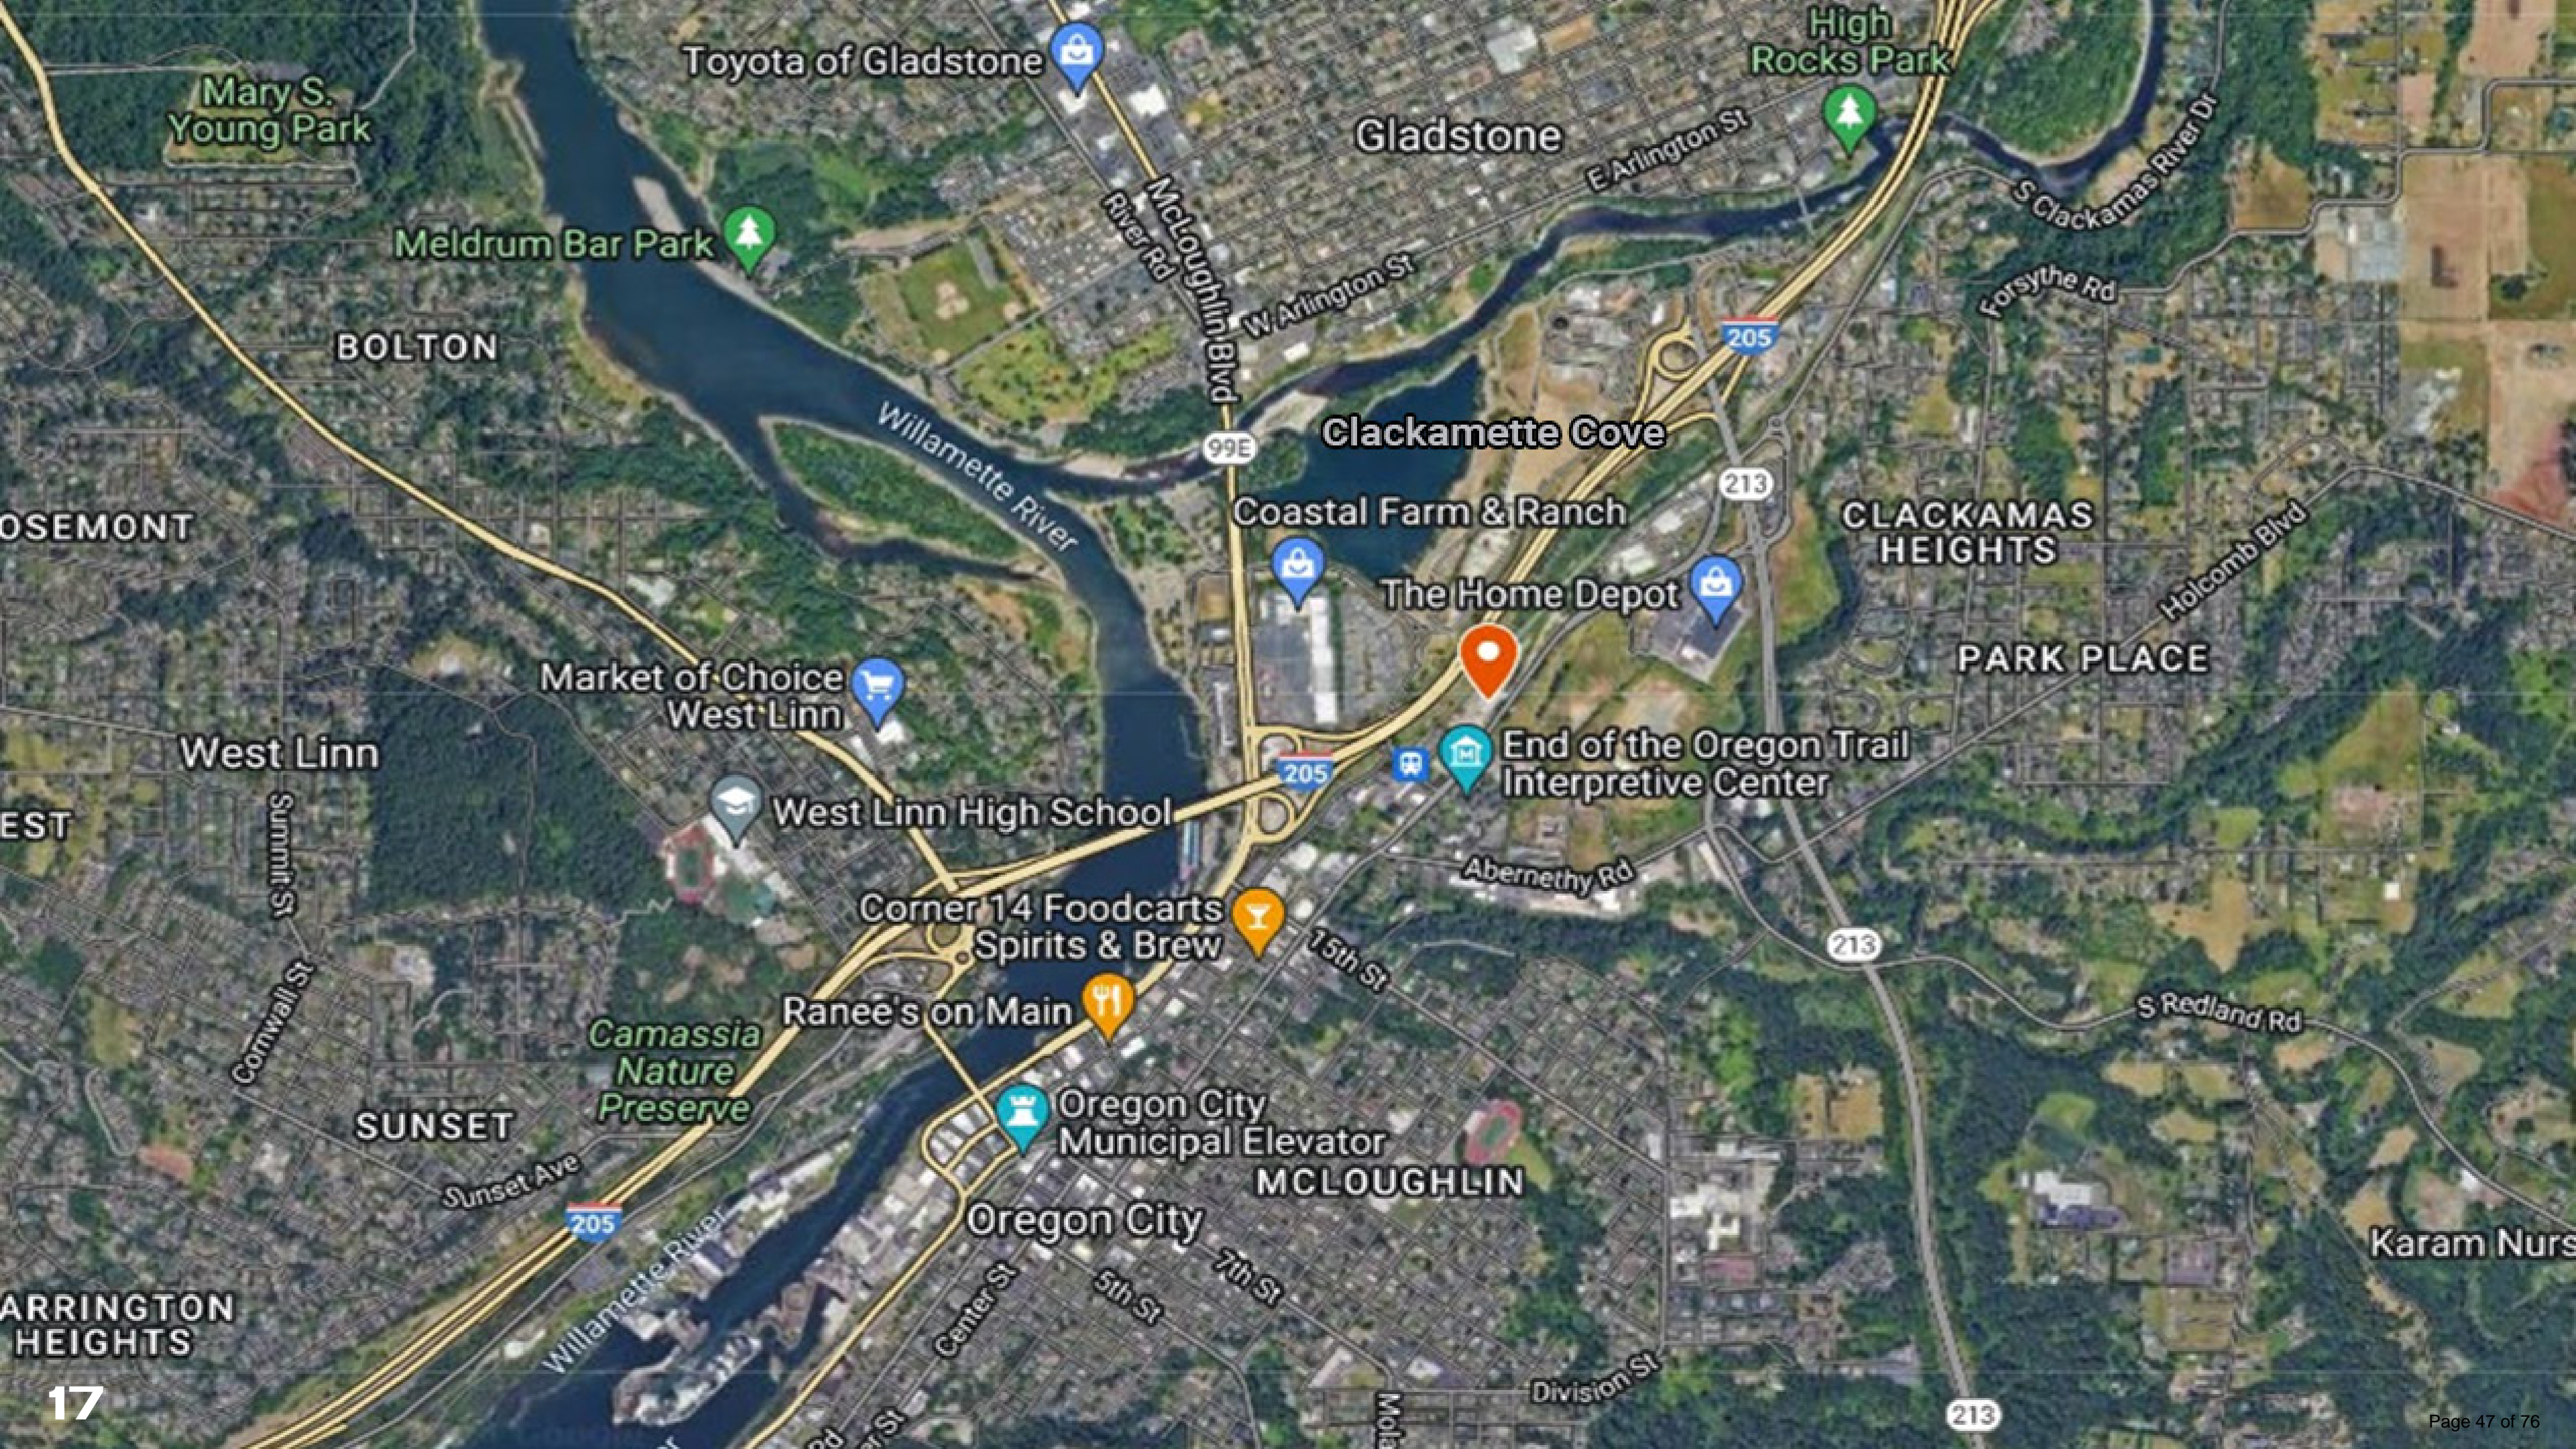 High
Rocks Park
Toyota of Gladstone
Mary S.
Young Park
Gladstone
E Arlington St
S Clackamas River Dr
McLoughlin Blvd
River Rd
Meldrum Bar Park
W Arlington St
Forsythe Rd
205
BOLTON
Willamette River
99E
Clackamette Cove
213
Coastal Farm & Ranch
OSEMONT
CLACKAMAS
HEIGHTS
Holcomb Blvd
The Home Depot
PARK PLACE
Market of Choice
West Linn
West Linn
205
End of the Oregon Trail
Interpretive Center
EST
Summit St
West Linn High School
Abernethy Rd
Corner 14 Foodcarts
Spirits & Brew
15th St
213
Cornwall St
Ranee's on Main
S Redland Rd
Camassia
Nature
Preserve
SUNSET
Oregon City
Municipal Elevator
MCLOUGHLIN
Sunset Ave
205
Oregon City
Willamette River
Karam Nurs
ARRINGTON
HEIGHTS
Center St
5th St
7th St
Division St
17
Mola
Rd
er St
er
213
Page 47 of 76